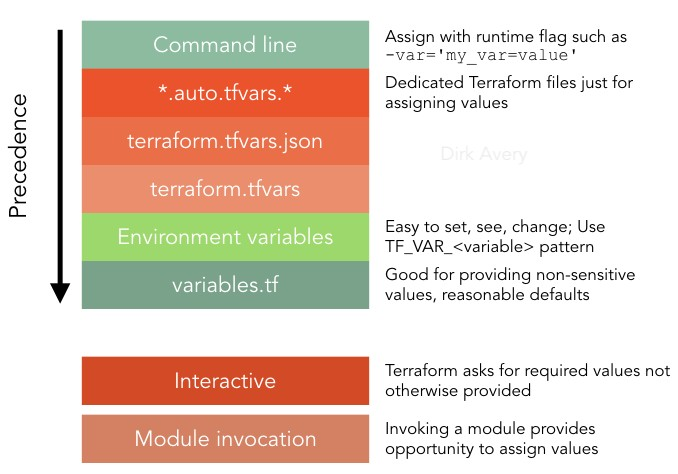 Precedence
Command line
Assign with runtime flag such as
-var='my_var=value'
*.auto.tfvars.*
Dedicated Terraform files just for
assigning values
terraform.tfvars.json
Dirk Avery
terraform.tfvars
Environment variables
Easy to set, see, change; Use
TF_VAR_<variable> pattern
variables.tf
Good for providing non-sensitive
values, reasonable defaults
Interactive
Terraform asks for required values not
otherwise provided
Module invocation
Invoking a module provides
opportunity to assign values